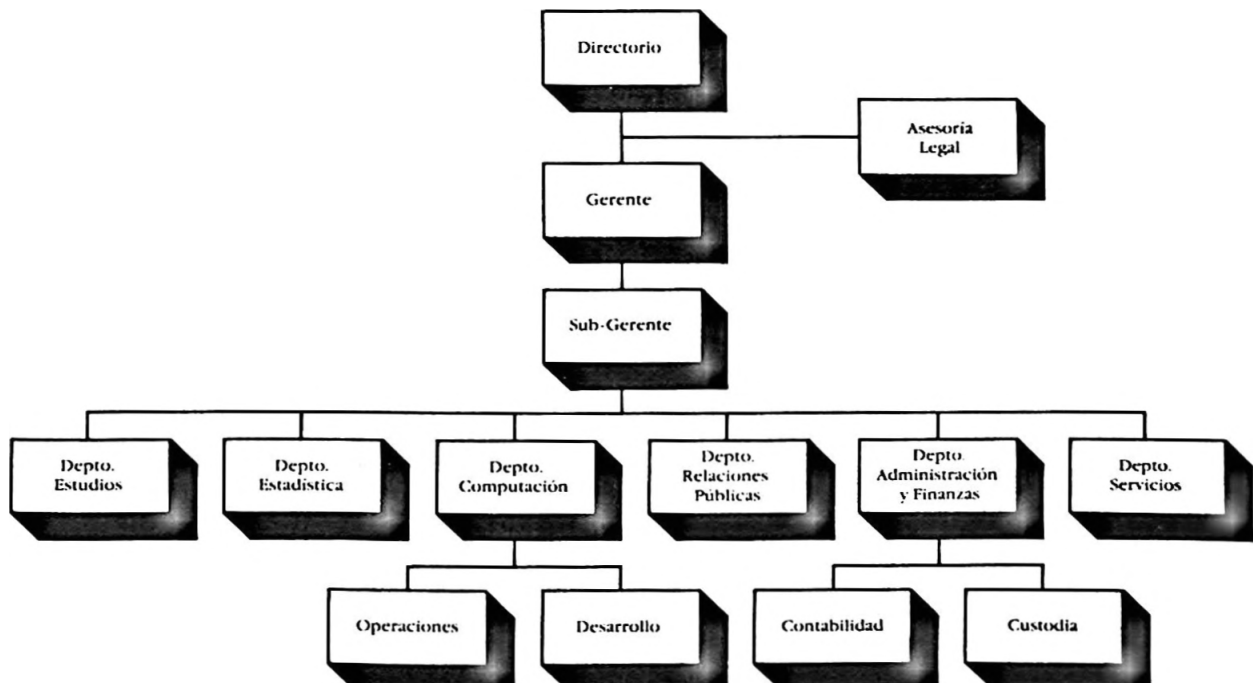 Directorio
Asesoría
Legal
Gerente
Sub-Gerente
Depto.
Estudios
Depto.
Estadística
Depto.
Computación
Depto.
Relaciones
Públicas
Depto.
Administración
y Finanzas
Depto.
Servicios
Operaciones
Desarrollo
Contabilidad
Custodia